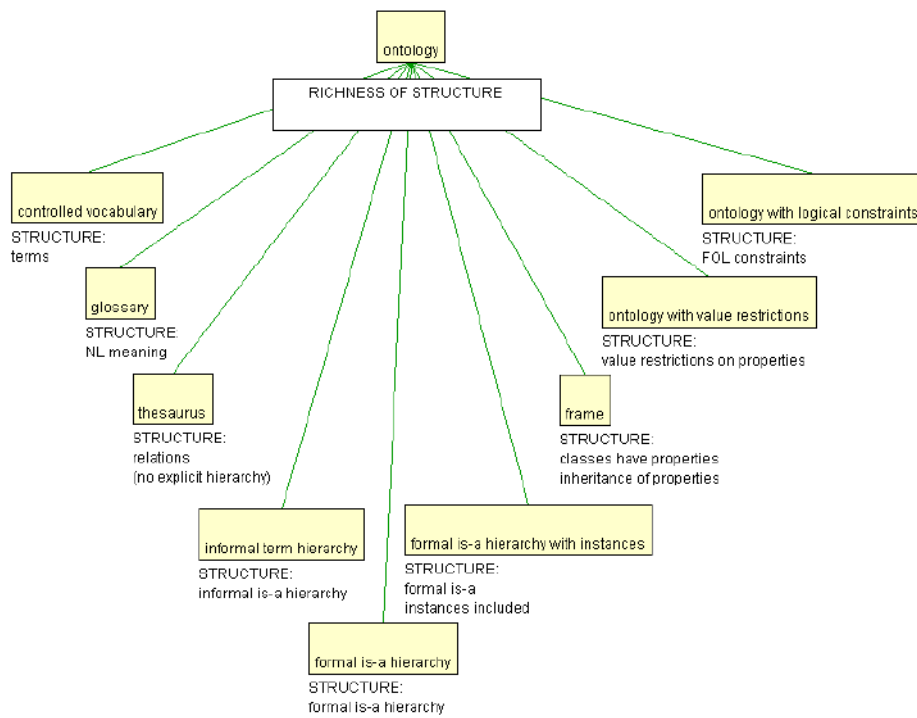 ontology
RICHNESS OF STRUCTURE
controlled vocabulary
STRUCTURE:
terms
ontology with logical constraints
STRUCTURE:
FOL constraints
glossary
STRUCTURE:
NL meaning
ontology with value restrictions
STRUCTURE:
value restrictions on properties
thesaurus
STRUCTURE:
relations
(no explicit hierarchy)
frame
STRUCTURE:
classes have properties
inheritance of properties
informal term hierarchy
STRUCTURE:
informal is-a hierarchy
formal is-a hierarchy with instances
STRUCTURE:
formal is-a
instances included
formal is-a hierarchy
STRUCTURE:
formal is-a hierarchy